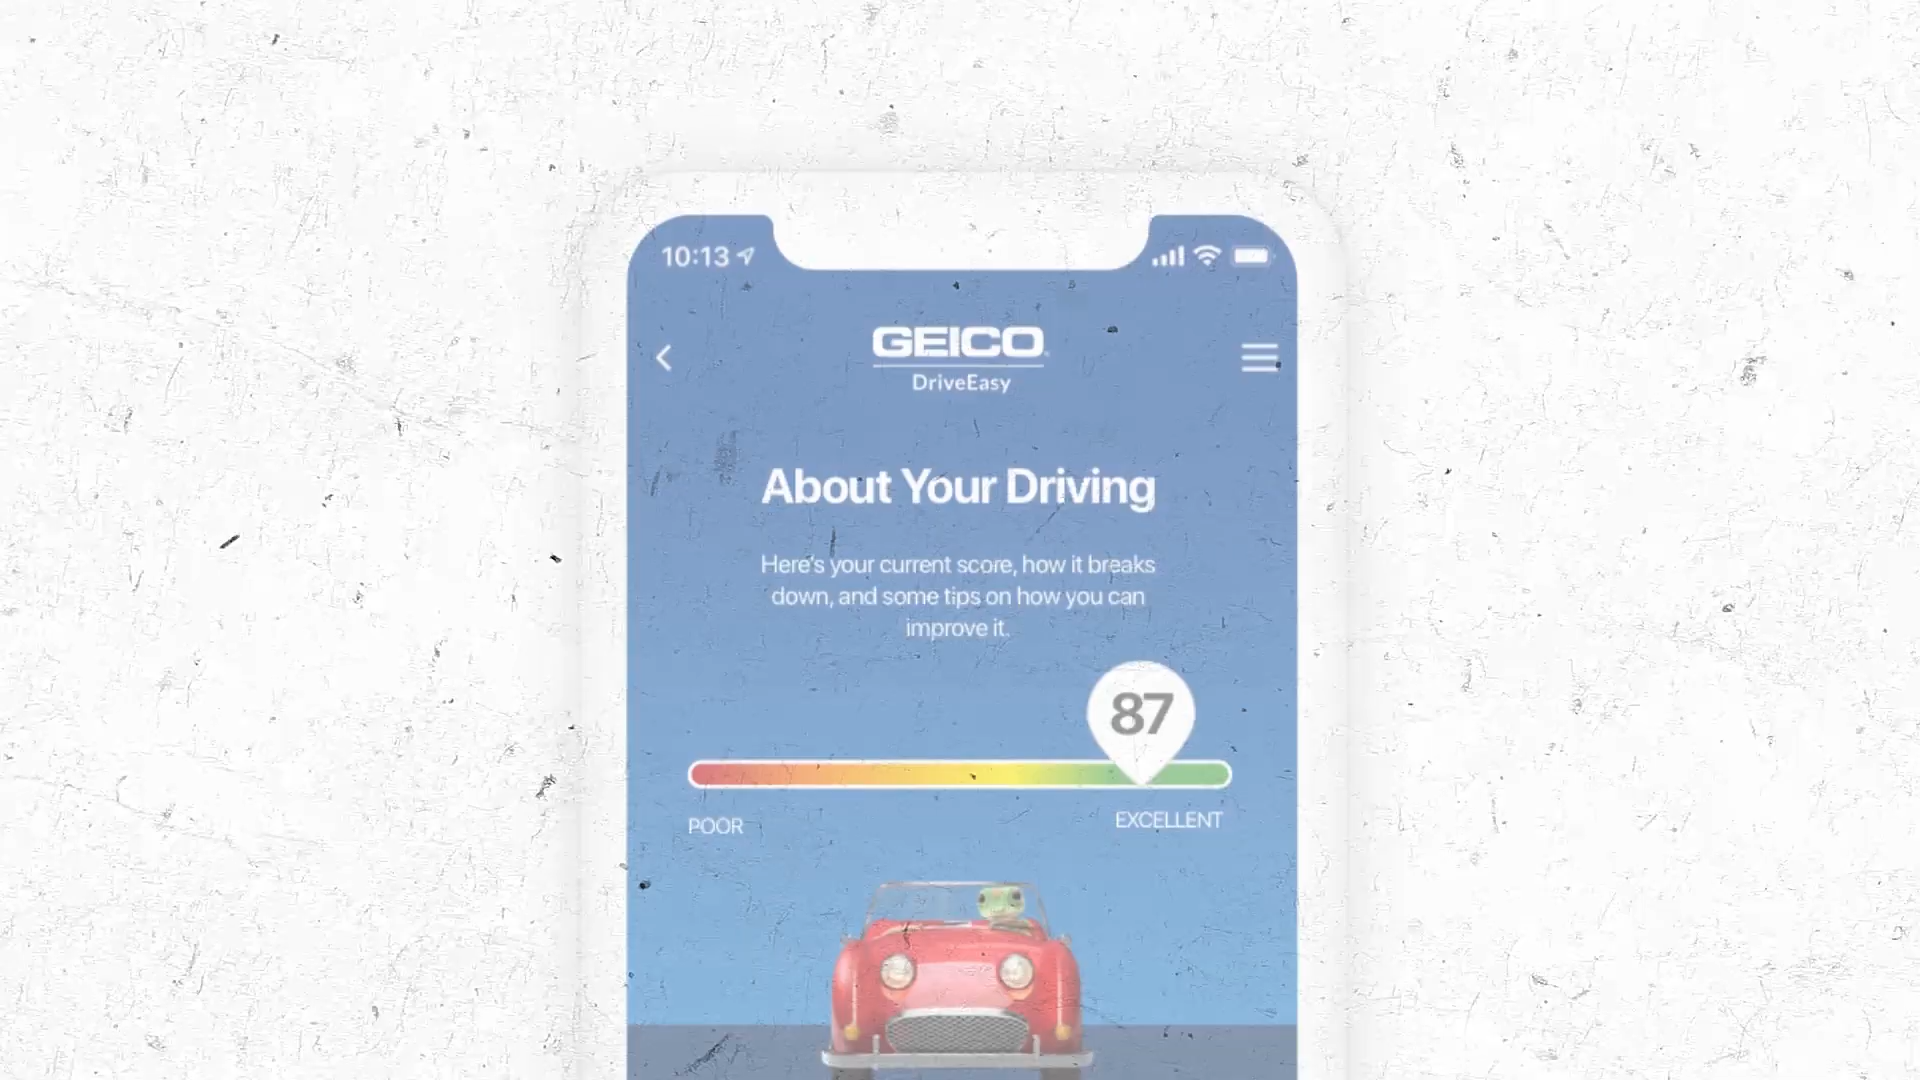 10:13
GEICO
DriveEasy
About Your Driving
Here's your current score, how it breaks
down, and some tips on how you can
improve it.
87
POOR
EXCELLENT